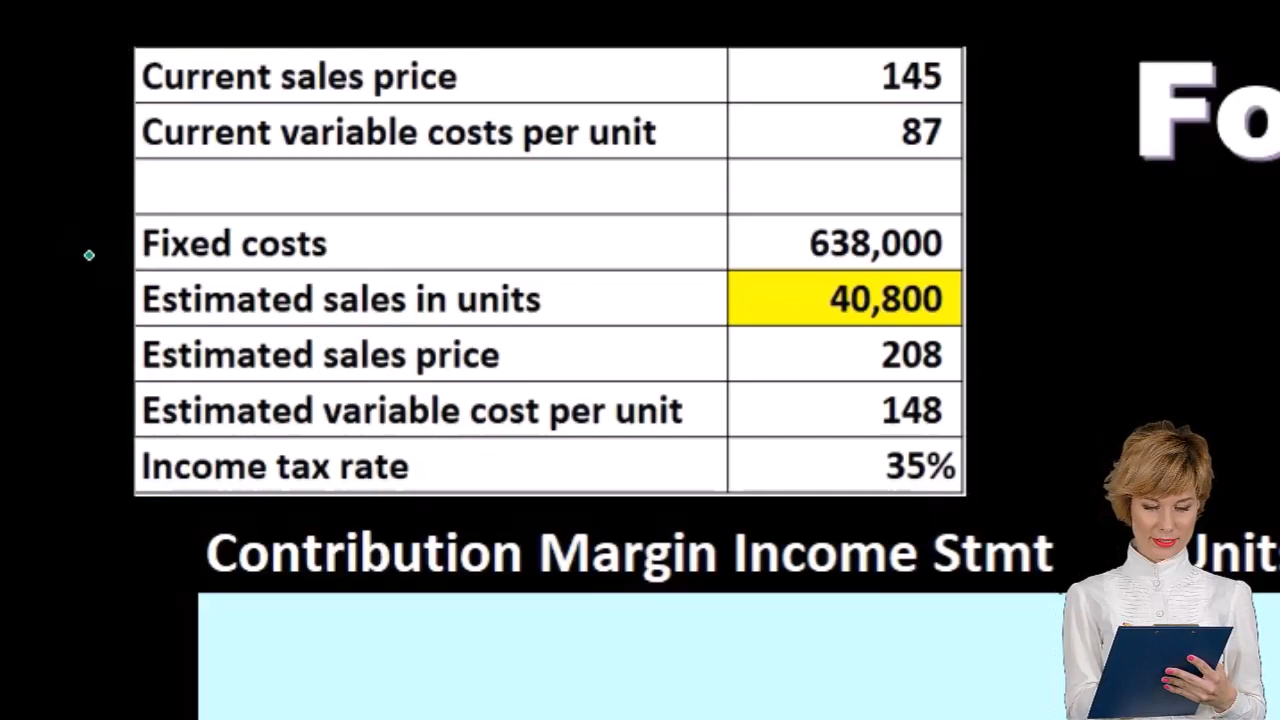 Current sales price 145
Current variable costs per unit 87
Fixed costs 638,000
Estimated sales in units 40,800
Estimated sales price 208
Estimated variable cost per unit 148
Income tax rate 35%
Fo
Contribution Margin Income Stmt